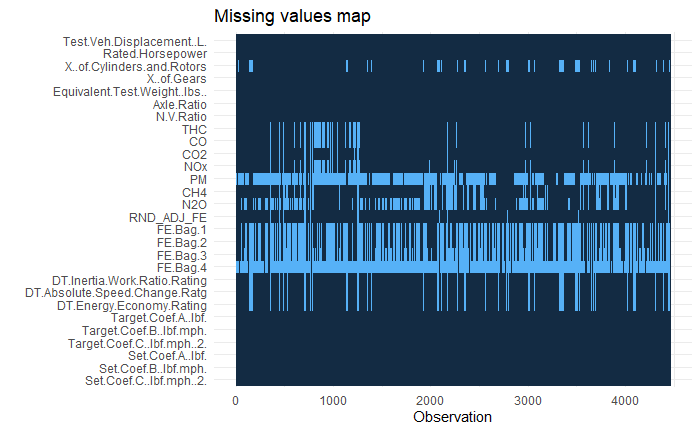 Missing values map
Test.Veh.Displacement..L.
Rated.Horsepower
X..of.Cylinders.and.Rotors
X..of.Gears
Equivalent.Test.Weight..lbs..
Axle.Ratio
N.V.Ratio
THC
CO
CO2
NOx
PM
CH4
N2O
RND_ADJ_FE
FE.Bag.1
FE.Bag.2
FE.Bag.3
FE.Bag.4
DT.Inertia.Work.Ratio.Rating
DT.Absolute.Speed.Change.Ratg
DT.Energy.Economy.Rating
Target.Coef.A..lbf.
Target.Coef.B..lbf.mph.
Target.Coef.C..lbf.mph..2.
Set.Coef.A..lbf.
Set.Coef.B..lbf.mph.
Set.Coef.C..lbf.mph..2.
0 1000 2000 3000 4000
Observation